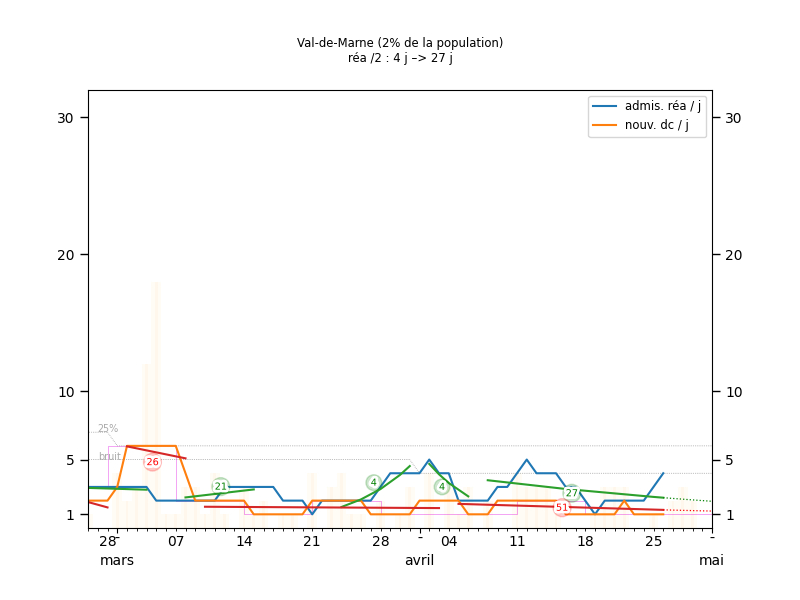 Val-de-Marne (2% de la population)
réa /2 : 4 j –> 27 j
admis. réa / j
nouv. dc / j
30 30
20 20
10 10
25%
bruit
5 5
26
21
4
4
27
51
1 1
28 - 07 14 21 28 - 04 11 18 25 -
mars avril mai